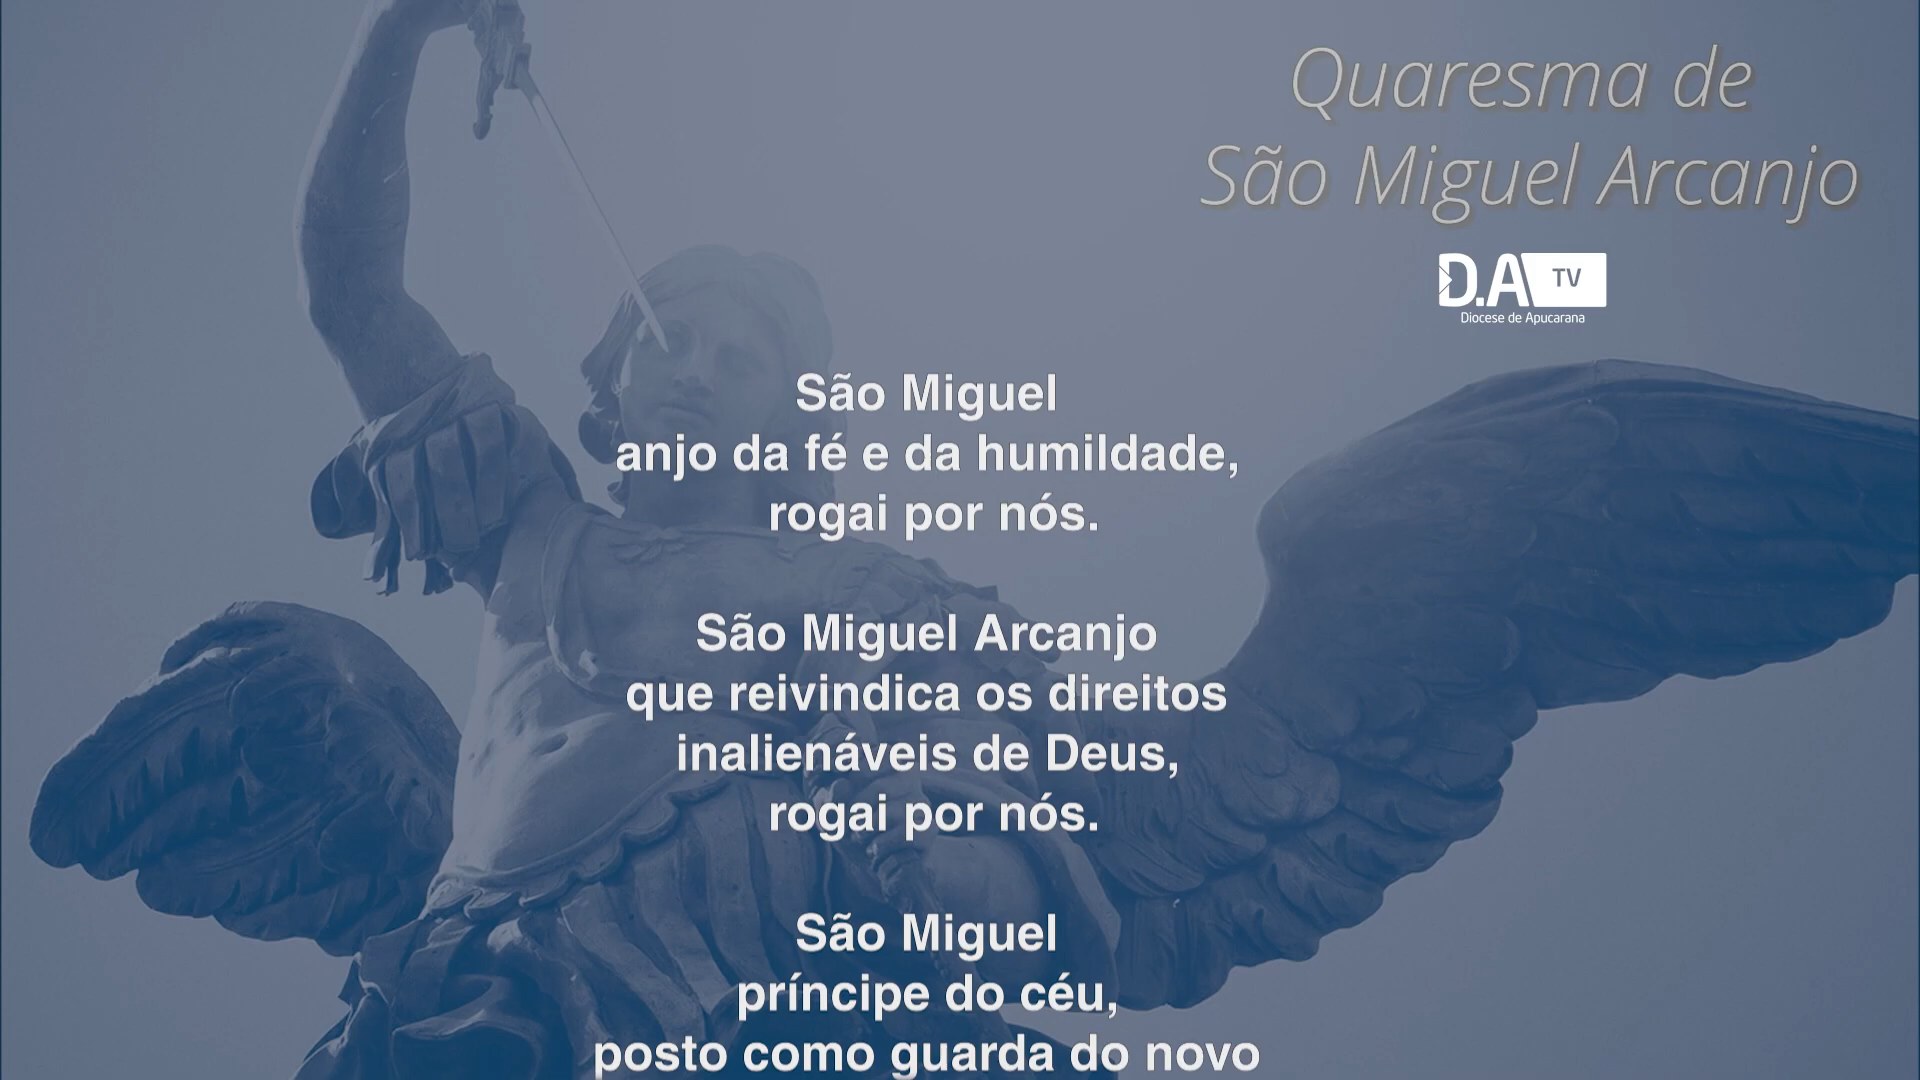 Quaresma de
São Miguel Arcanjo
D.A TV
Diocese de Apucarana
São Miguel
anjo da fé e da humildade,
rogai por nós.
São Miguel Arcanjo
que reivindica os direitos
inalienáveis de Deus,
rogai por nós.
São Miguel
príncipe do céu,
posto como guarda do novo